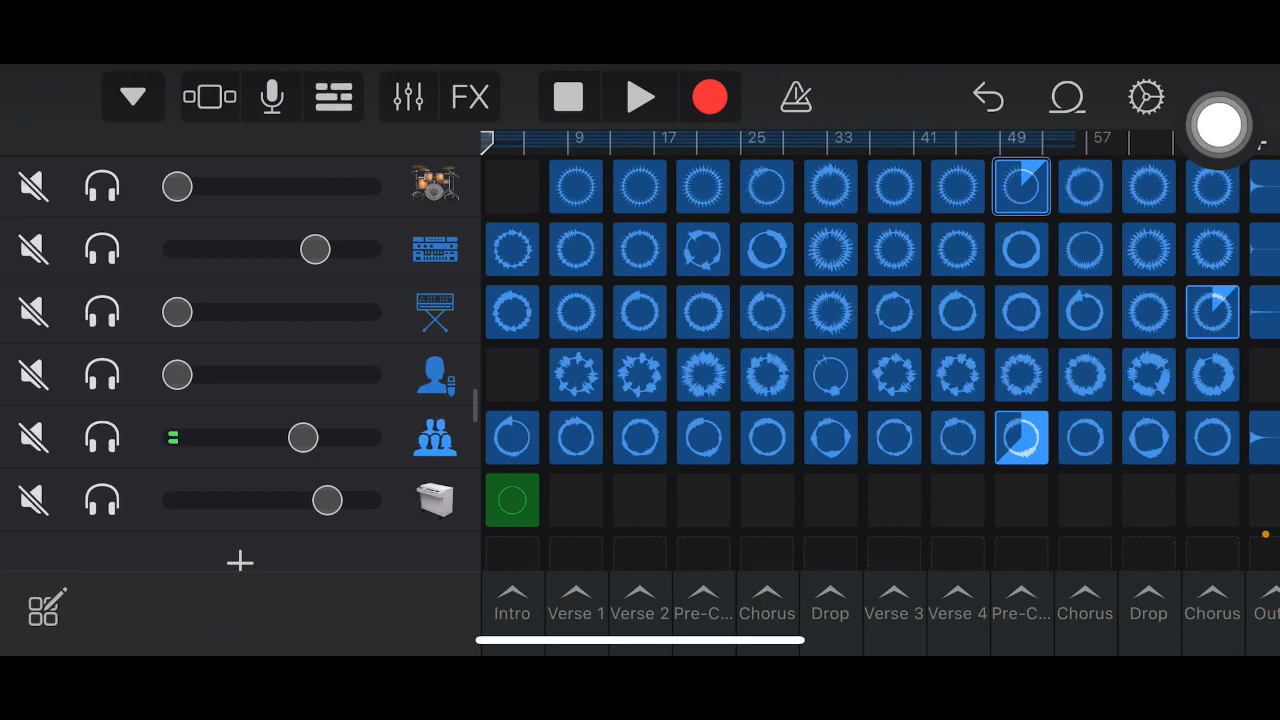 FX
9 17 25 33 41 49 57
Intro Verse 1 Verse 2 Pre-C... Chorus Drop Verse 3 Verse 4 Pre-C... Chorus Drop Chorus Out